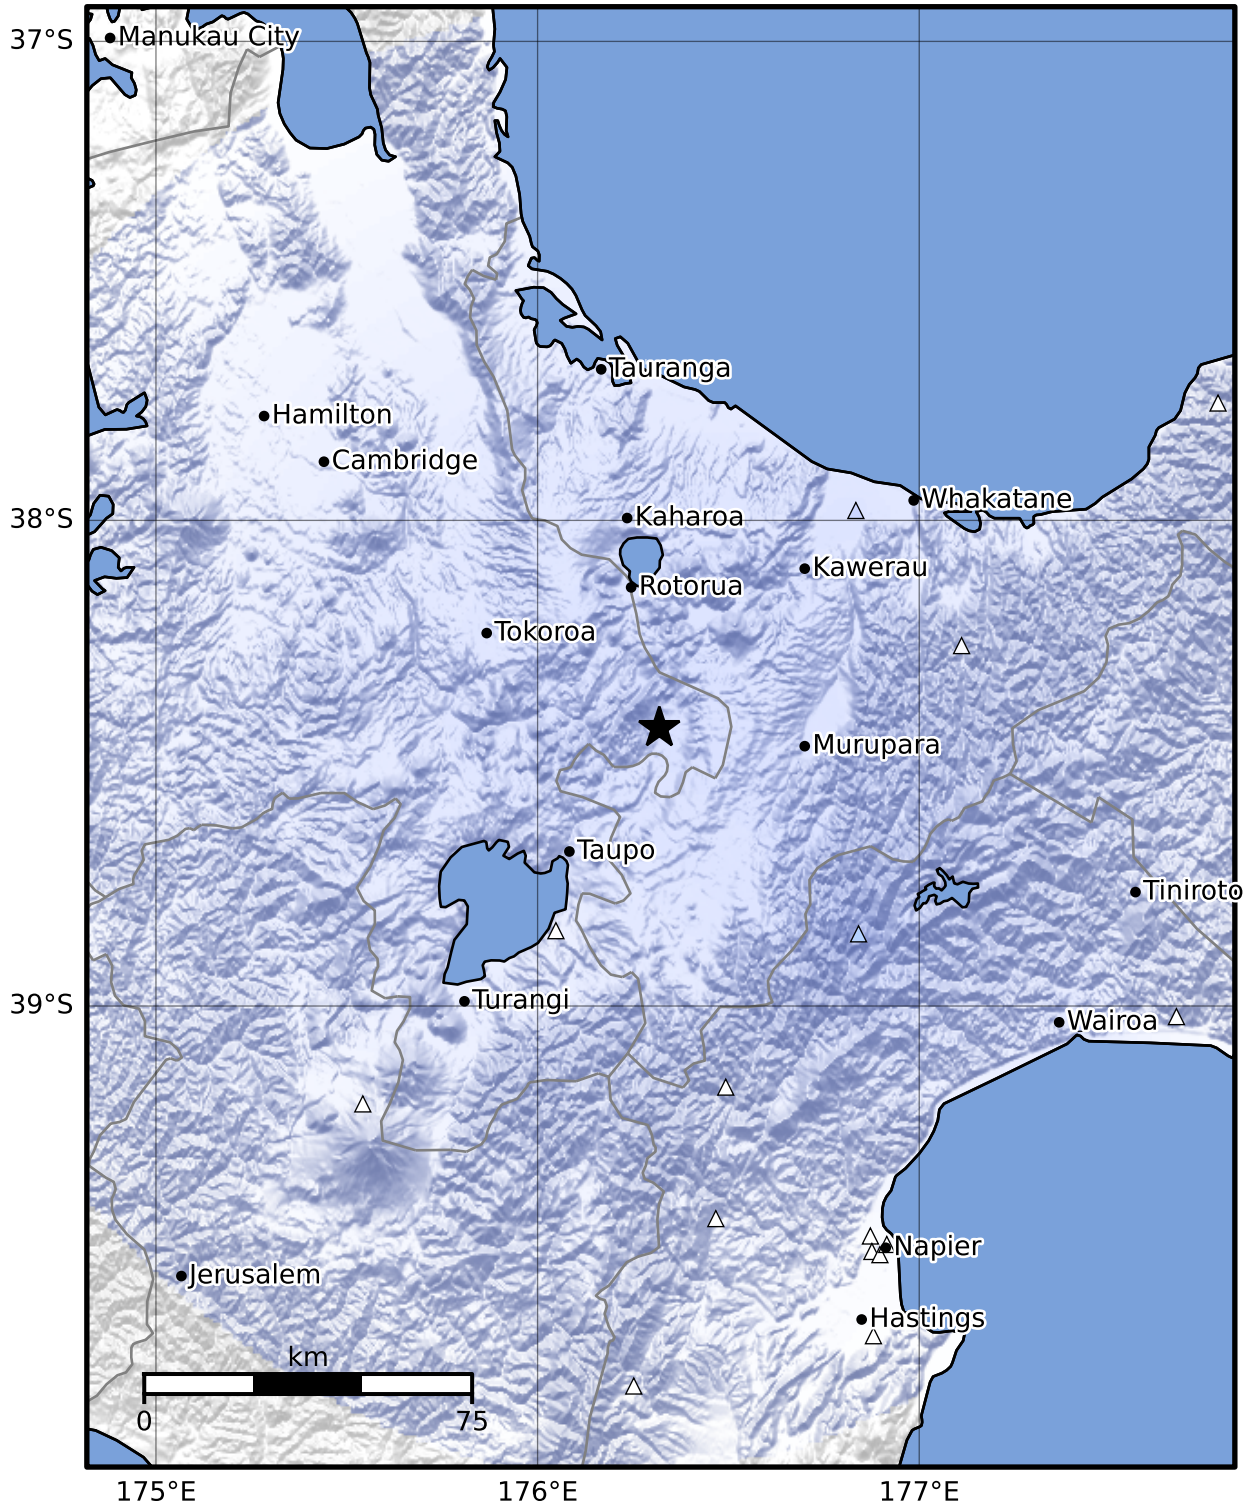 37°S
Manukau City
Tauranga
Hamilton
Cambridge
Whakatane
38°S
Kaharoa
Kawerau
Rotorua
Tokoroa
Murupara
Taupo
Tiniroto
39°S
Turangi
Wairoa
Napier
Jerusalem
Hastings
km
0 75
175°E 176°E 177°E